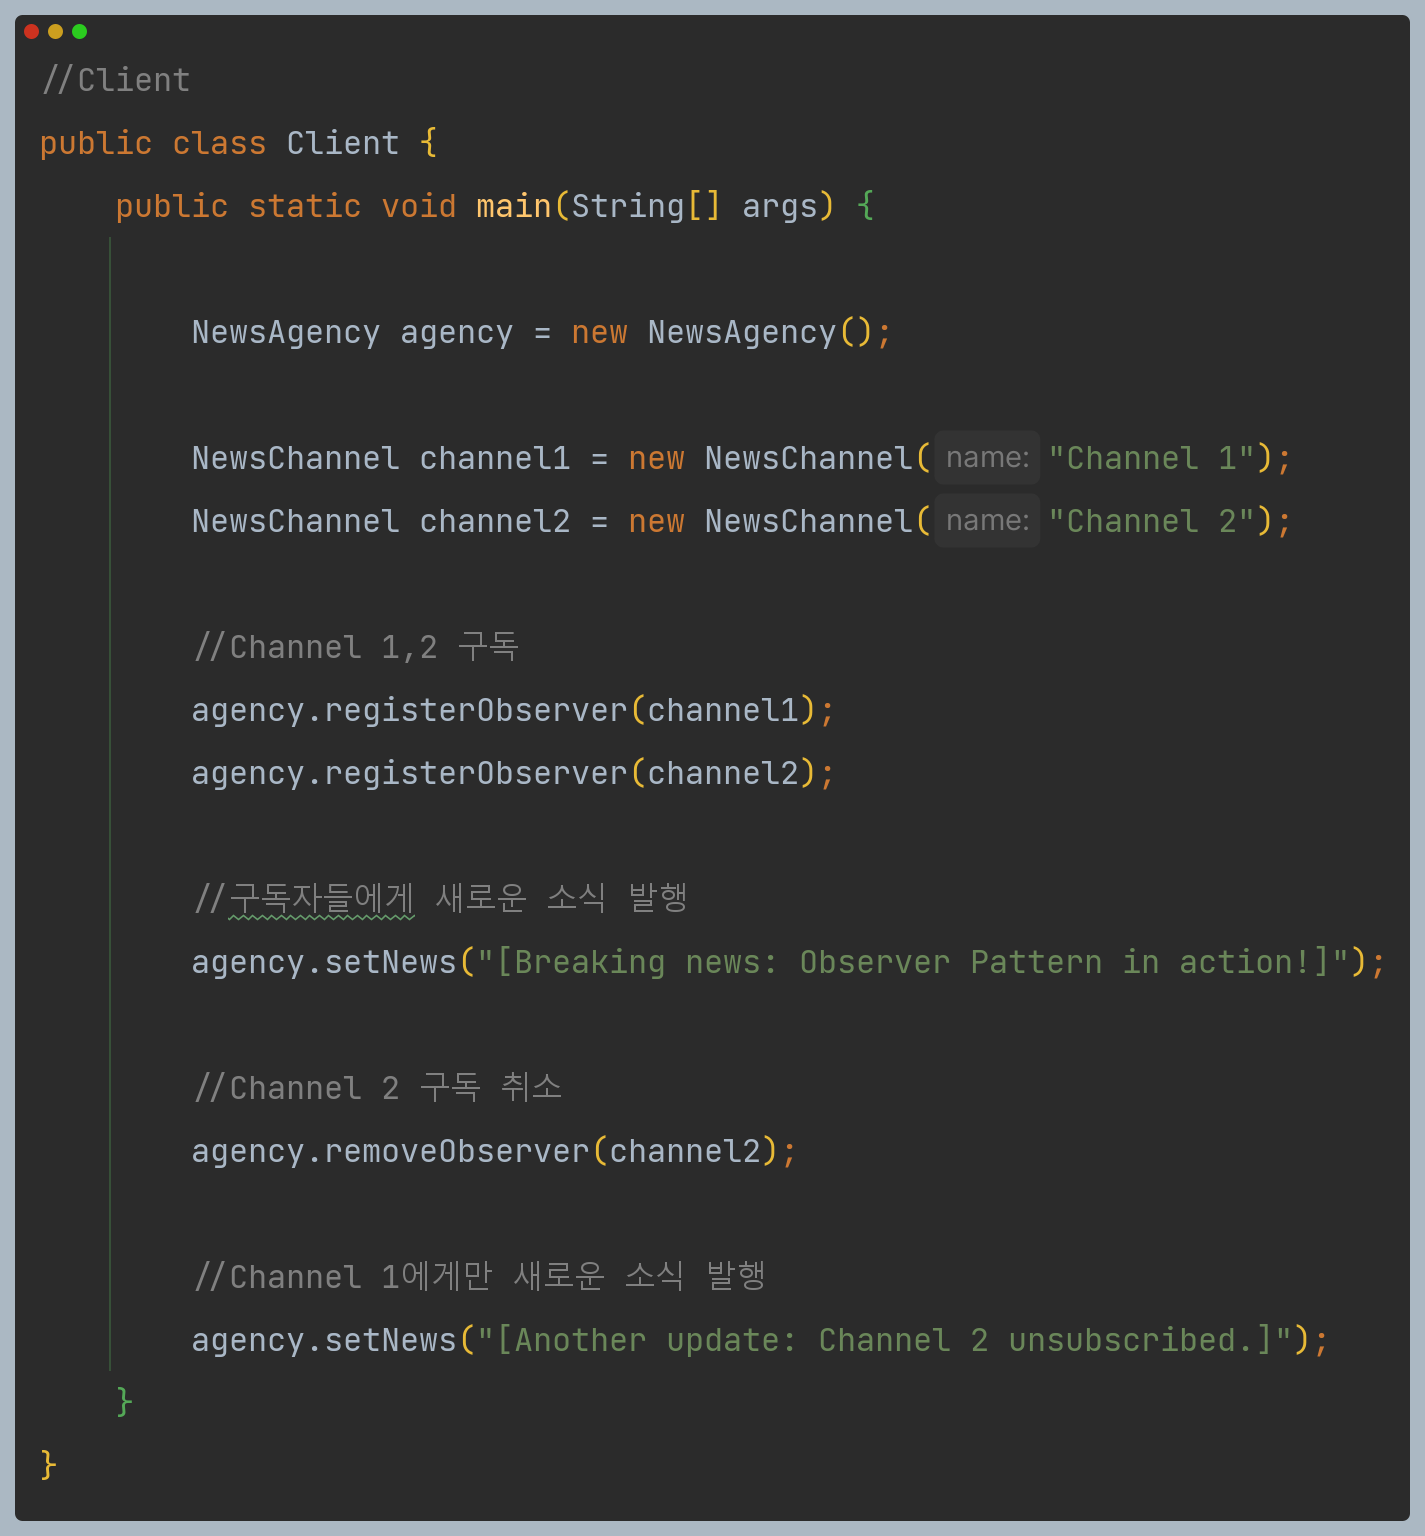 //Client
public class Client {
public static void main(String[] args) {
NewsAgency agency = new NewsAgency();
NewsChannel channel1 = new NewsChannel( name: "Channel 1");
NewsChannel channel2 = new NewsChannel( name: "Channel 2");
//Channel 1,2 구독
agency.registerObserver(channel1);
agency.registerObserver(channel2);
//구독자들에게 새로운 소식 발행
agency.setNews("[Breaking news: Observer Pattern in action!]");
//Channel 2 구독 취소
agency.removeObserver(channel2);
//Channel 1에게만 새로운 소식 발행
agency.setNews("[Another update: Channel 2 unsubscribed.]");
}
}